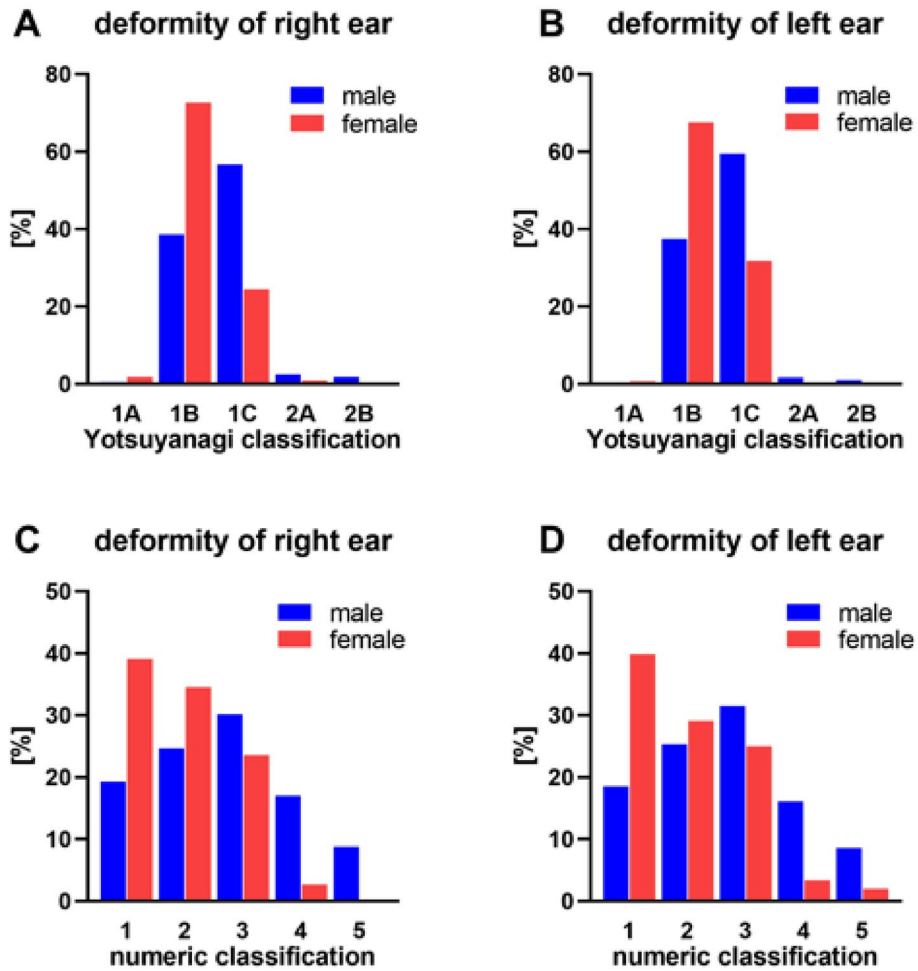 A deformity of right ear
80
60
40
20
0
[%]
male
female
1A 1B 1C 2A 2B
Yotsuyanagi classification
B deformity of left ear
80
60
40
20
0
[%]
male
female
1A 1B 1C 2A 2B
Yotsuyanagi classification
C deformity of right ear
50
40
30
20
10
0
[%]
male
female
1 2 3 4 5
numeric classification
D deformity of left ear
50
40
30
20
10
0
[%]
male
female
1 2 3 4 5
numeric classification